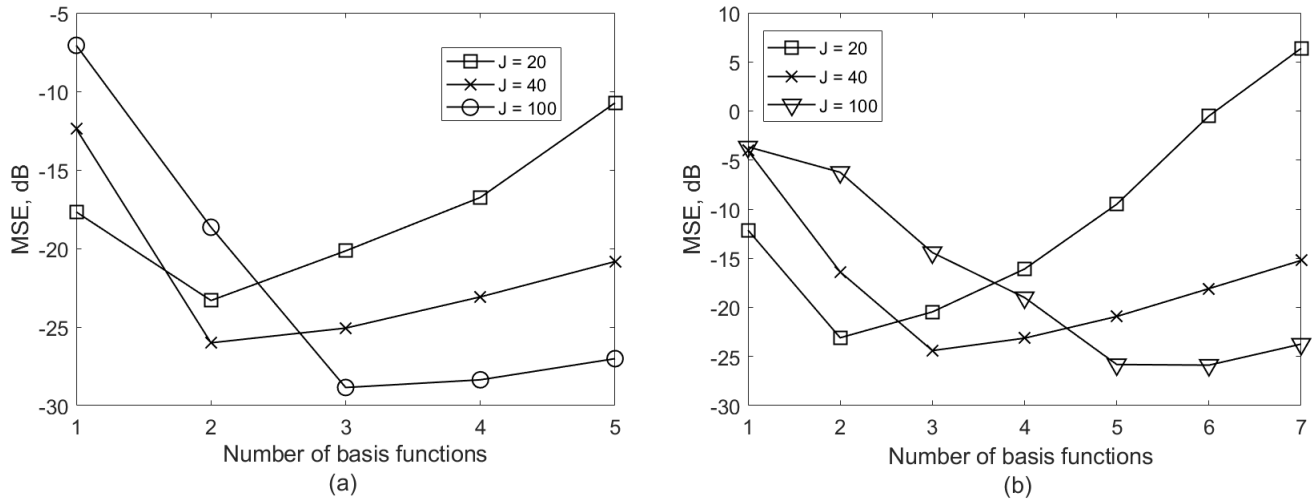 -5
-10
-15
-20
-25
-30
MSE, dB
J = 20
J = 40
J = 100
1 2 3 4 5
Number of basis functions
(a)
10
5
0
-5
-10
-15
-20
-25
-30
MSE, dB
J = 20
J = 40
J = 100
1 2 3 4 5 6 7
Number of basis functions
(b)